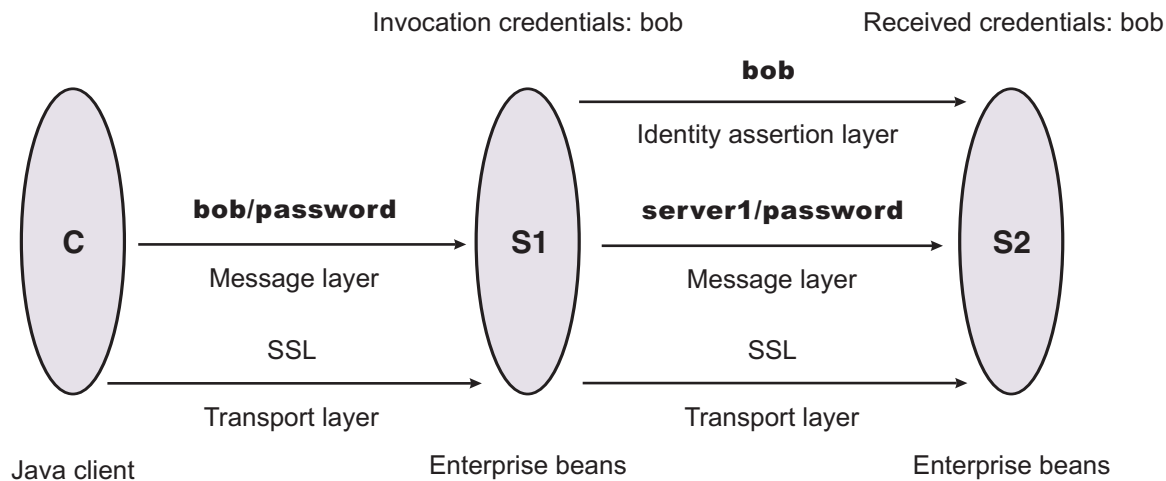 Invocation credentials: bob
Received credentials: bob
bob
Identity assertion layer
bob/password
server1/password
C
S1
S2
Message layer
Message layer
SSL
SSL
Transport layer
Transport layer
Java client
Enterprise beans
Enterprise beans